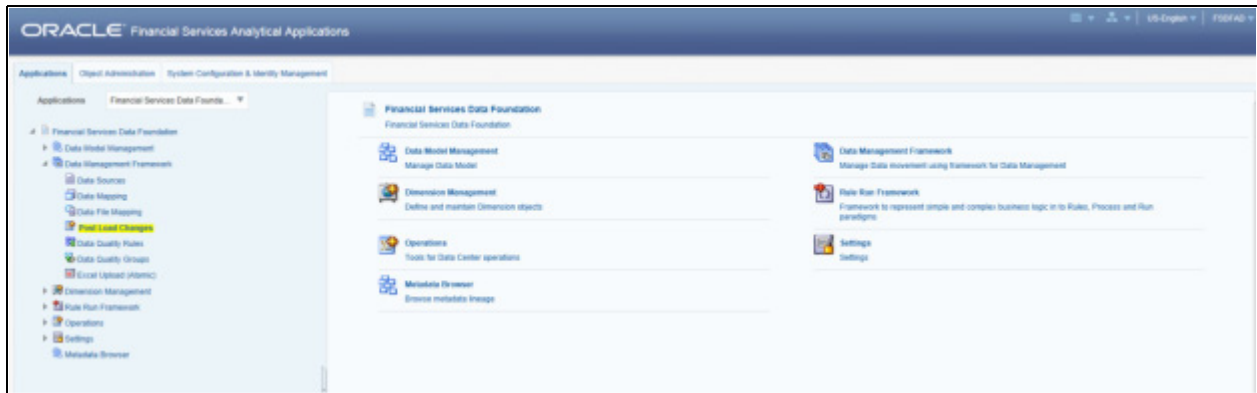 ORACLE Financial Services Analytical Applications
US-English
FSDFAD
Applications Object Administration System Configuration & Identity Management
Applications Financial Services Data Founda...
Financial Services Data Foundation
Data Model Management
Data Management Framework
Data Sources
Data Mapping
Data File Mapping
Post Load Changes
Data Quality Rules
Data Quality Groups
Excel Upload (Atomic)
Dimension Management
Rule Run Framework
Operations
Settings
Metadata Browser
Financial Services Data Foundation
Financial Services Data Foundation
Data Model Management
Manage Data Model
Data Management Framework
Manage Data movement using framework for Data Management
Dimension Management
Define and maintain Dimension objects
Rule Run Framework
Framework to represent simple and complex business logic in to Rules, Process and Run
paradigms
Operations
Tools for Data Center operations
Settings
Settings
Metadata Browser
Browse metadata lineage